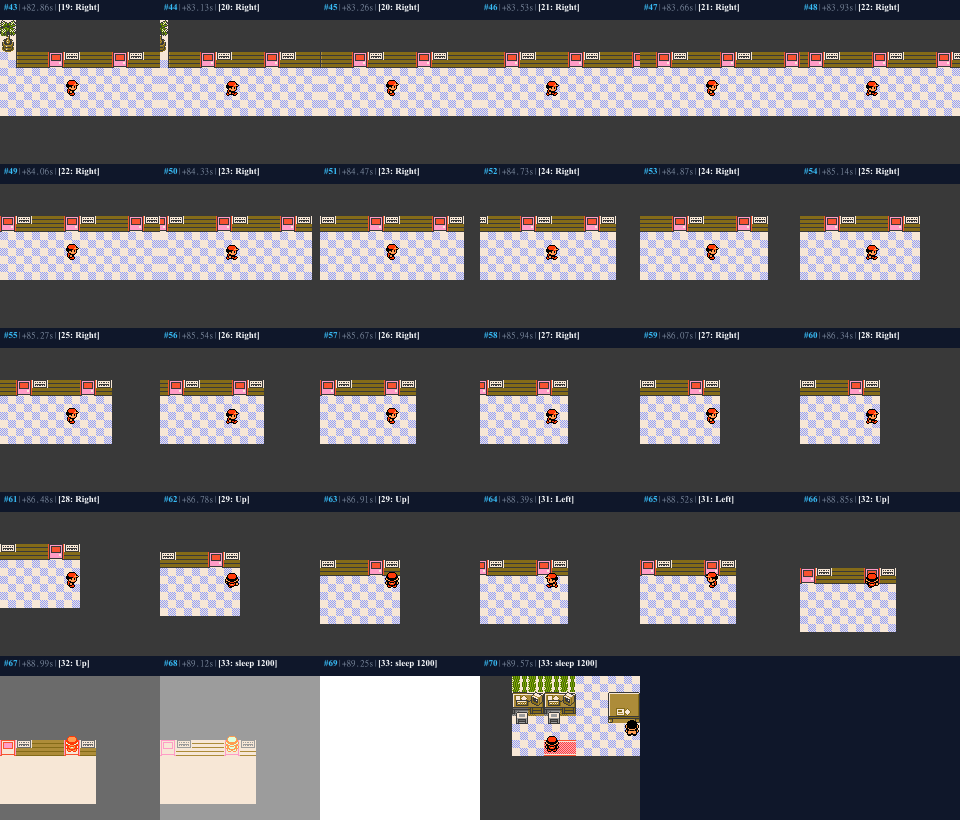 #43|+82.86s|[19: Right]
#44|+83.13s|[20: Right]
#45|+83.26s|[20: Right]
#46|+83.53s|[21: Right]
#47|+83.66s|[21: Right]
#48|+83.93s|[22: Right]
#49|+84.06s|[22: Right]
#50|+84.33s|[23: Right]
#51|+84.47s|[23: Right]
#52|+84.73s|[24: Right]
#53|+84.87s|[24: Right]
#54|+85.14s|[25: Right]
#55|+85.27s|[25: Right]
#56|+85.54s|[26: Right]
#57|+85.67s|[26: Right]
#58|+85.94s|[27: Right]
#59|+86.07s|[27: Right]
#60|+86.34s|[28: Right]
#61|+86.48s|[28: Right]
#62|+86.78s|[29: Up]
#63|+86.91s|[29: Up]
#64|+88.39s|[31: Left]
#65|+88.52s|[31: Left]
#66|+88.85s|[32: Up]
#67|+88.99s|[32: Up]
#68|+89.12s|[33: sleep 1200]
#69|+89.25s|[33: sleep 1200]
#70|+89.57s|[33: sleep 1200]